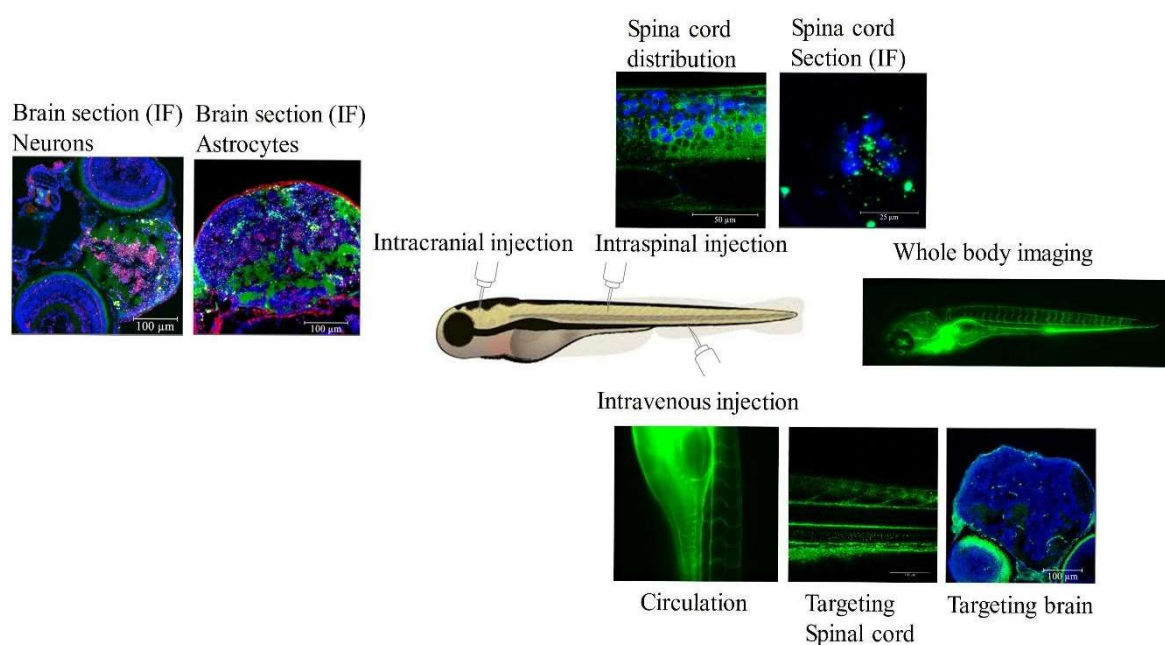 Spina cord
distribution
Spina cord
Section (IF)
50 µm
25 µm
Brain section (IF)
Neurons
Brain section (IF)
Astrocytes
100 µm
100 µm
Intracranial injection
Intraspinal injection
Whole body imaging
Intravenous injection
100 µm
Circulation
Targeting
Spinal cord
Targeting brain